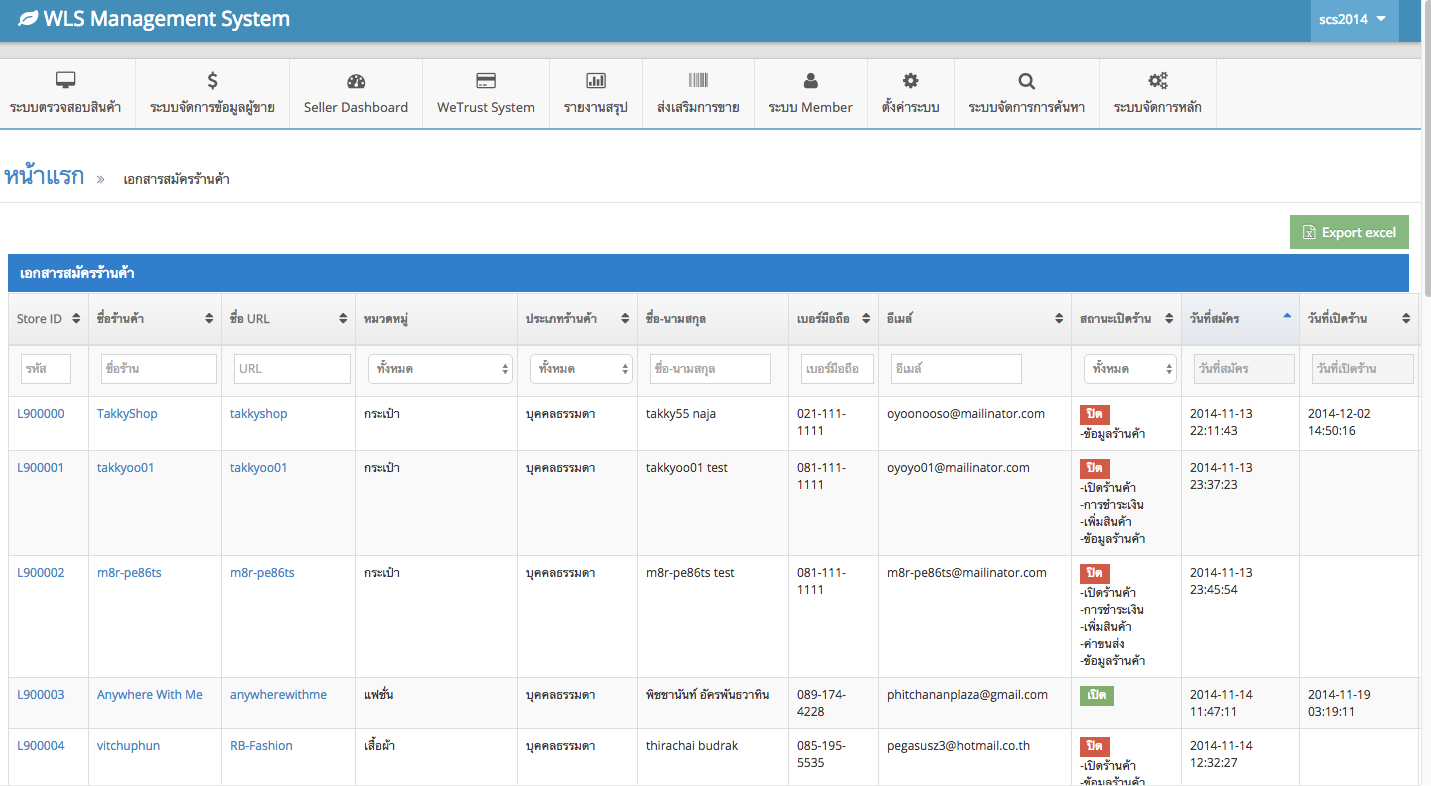 WLS Management System
scs2014
ระบบตรวจสอบสินค้า
ระบบจัดการข้อมูลผู้ขาย
Seller Dashboard
WeTrust System
รายงานสรุป
ส่งเสริมการขาย
ระบบ Member
ตั้งค่าระบบ
ระบบจัดการการค้นหา
ระบบจัดการหลัก
หน้าแรก » เอกสารสมัครร้านค้า
Export excel
เอกสารสมัครร้านค้า
Store ID ชื่อร้านค้า ชื่อ URL หมวดหมู่ ประเภทร้านค้า ชื่อ-นามสกุล เบอร์มือถือ อีเมล์ สถานะเปิดร้าน วันที่สมัคร วันที่เปิดร้าน
รหัส ชื่อร้าน URL ทั้งหมด ทั้งหมด ชื่อ-นามสกุล เบอร์มือถือ อีเมล์ ทั้งหมด วันที่สมัคร วันที่เปิดร้าน
L900000 TakkyShop takkyshop กระเป๋า บุคคลธรรมดา takky55 naja 021-111- oyoonooso@mailinator.com ปิด 2014-11-13 2014-12-02
1111 -ข้อมูลร้านค้า 22:11:43 14:50:16
L900001 takkyoo01 takkyoo01 กระเป๋า บุคคลธรรมดา takkyoo01 test 081-111- oyoyo01@mailinator.com ปิด 2014-11-13
1111 -เปิดร้านค้า 23:37:23
-การชำระเงิน
-เพิ่มสินค้า
-ข้อมูลร้านค้า
L900002 m8r-pe86ts m8r-pe86ts กระเป๋า บุคคลธรรมดา m8r-pe86ts test 081-111- m8r-pe86ts@mailinator.com ปิด 2014-11-13
1111 -เปิดร้านค้า 23:45:54
-การชำระเงิน
-เพิ่มสินค้า
-ค่าขนส่ง
-ข้อมูลร้านค้า
L900003 Anywhere With Me anywherewithme แฟชั่น บุคคลธรรมดา พิชชานันท์ อัครพันธวาทิน 089-174- phitchananplaza@gmail.com เปิด 2014-11-14 2014-11-19
4228 11:47:11 03:19:11
L900004 vitchuphun RB-Fashion เสื้อผ้า บุคคลธรรมดา thirachai budrak 085-195- pegasusz3@hotmail.co.th ปิด 2014-11-14
5535 -เปิดร้านค้า 12:32:27
-ข้อมูลร้านค้า